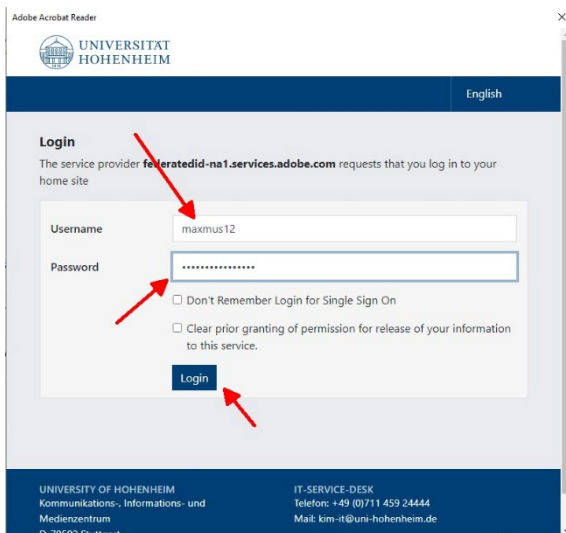 Adobe Acrobat Reader
UNIVERSITÄT
HOHENHEIM
English
Login
The service provider federatedid-na1.services.adobe.com requests that you log in to your
home site
Username
maxmus12
Password
••••••••••••••••
Don't Remember Login for Single Sign On
Clear prior granting of permission for release of your information
to this service.
Login
UNIVERSITY OF HOHENHEIM
Kommunikations-, Informations- und
Medienzentrum
IT-SERVICE-DESK
Telefon: +49 (0)711 459 24444
Mail: kim-it@uni-hohenheim.de